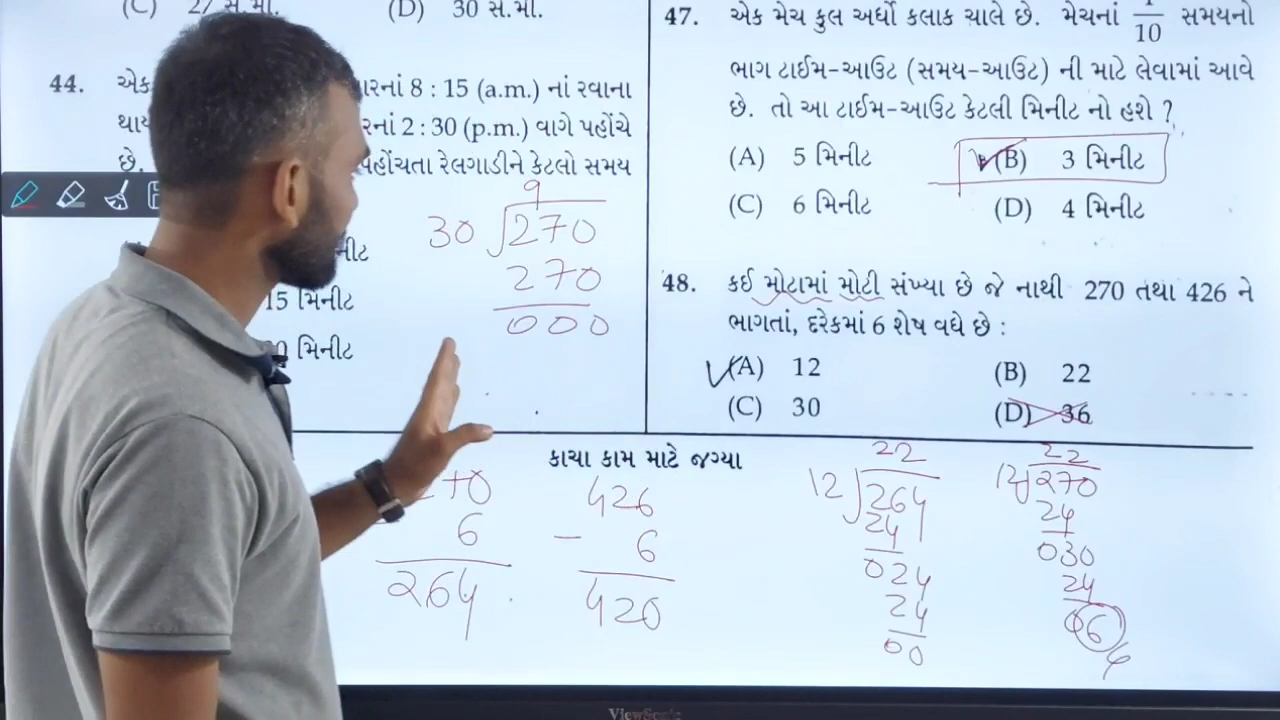 (C) 27 સે.મી. (D) 30 સે.મી.
44. એક
રનાં 8 : 15 (a.m.) નાં રવાના
થાય
રનાં 2 : 30 (p.m.) વાગે પહોંચે
છે.
પહોંચતા રેલગાડીને કેટલો સમય
15 મિનીટ
મિનીટ
9
30 270
270
000
47. એક મેચ કુલ અર્ધો કલાક ચાલે છે. મેચનાં 1/10 સમયનો
ભાગ ટાઈમ-આઉટ (સમય-આઉટ) ની માટે લેવામાં આવે
છે. તો આ ટાઈમ-આઉટ કેટલી મિનીટ નો હશે ?
(A) 5 મિનીટ (B) 3 મિનીટ
(C) 6 મિનીટ (D) 4 મિનીટ
48. કઈ મોટામાં મોટી સંખ્યા છે જે નાથી 270 તથા 426 ને
ભાગતાં, દરેકમાં 6 શેષ વધે છે :
(A) 12 (B) 22
(C) 30 (D) 36
કાચા કામ માટે જગ્યા
270
6
264
426
- 6
420
22
12 264
24
024
24
00
22
12 270
24
030
24
06
ViewSonic